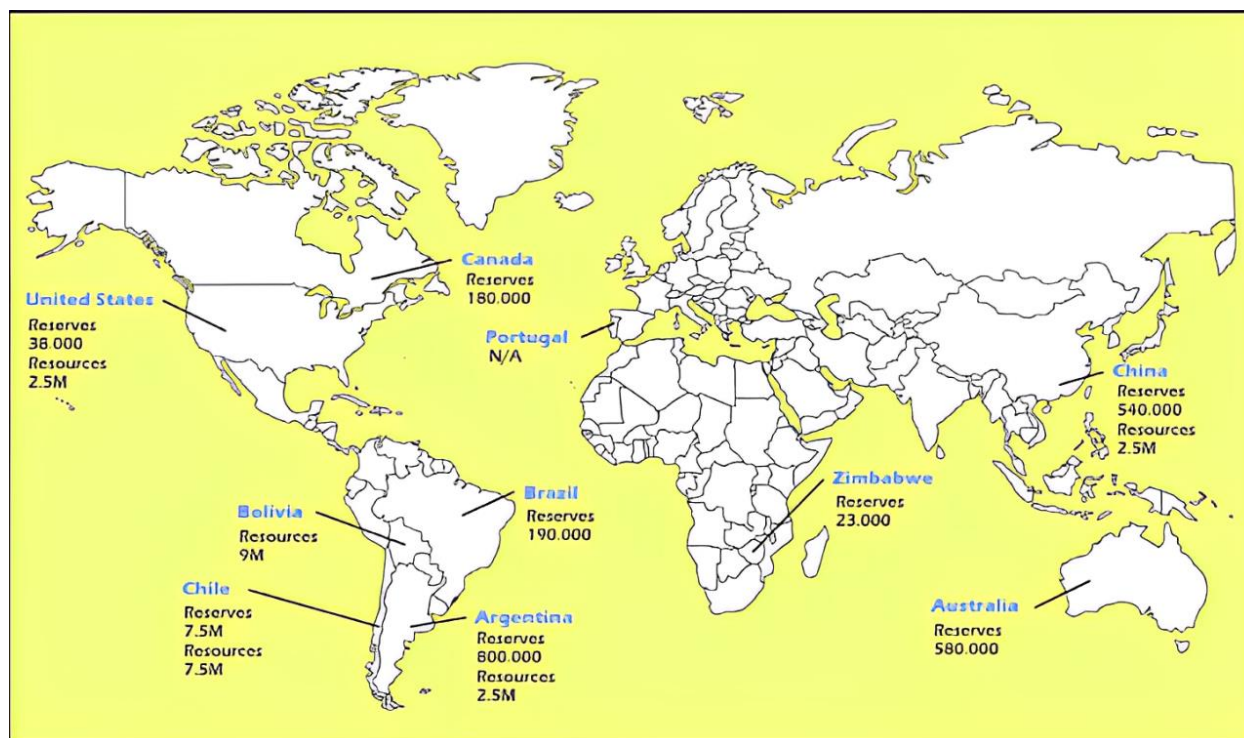 Canada
Reserves
180.000
United States
Reserves
38.000
Resources
2.5M
Portugal
N/A
China
Reserves
540.000
Resources
2.5M
Zimbabwe
Reserves
23.000
Brazil
Reserves
190.000
Bolivia
Resources
9M
Chile
Reserves
7.5M
Resources
7.5M
Argentina
Reserves
800.000
Resources
2.5M
Australia
Reserves
580.000